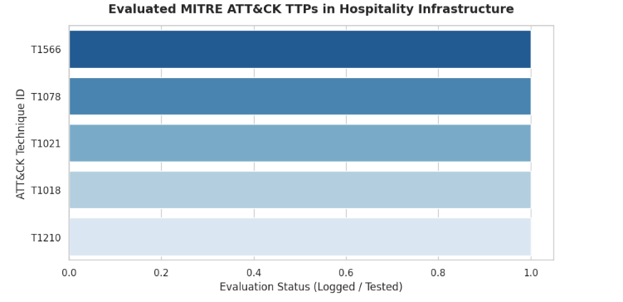 Evaluated MITRE ATT&CK TTPs in Hospitality Infrastructure
ATT&CK Technique ID
T1566
T1078
T1021
T1018
T1210
0.0 0.2 0.4 0.6 0.8 1.0
Evaluation Status (Logged / Tested)